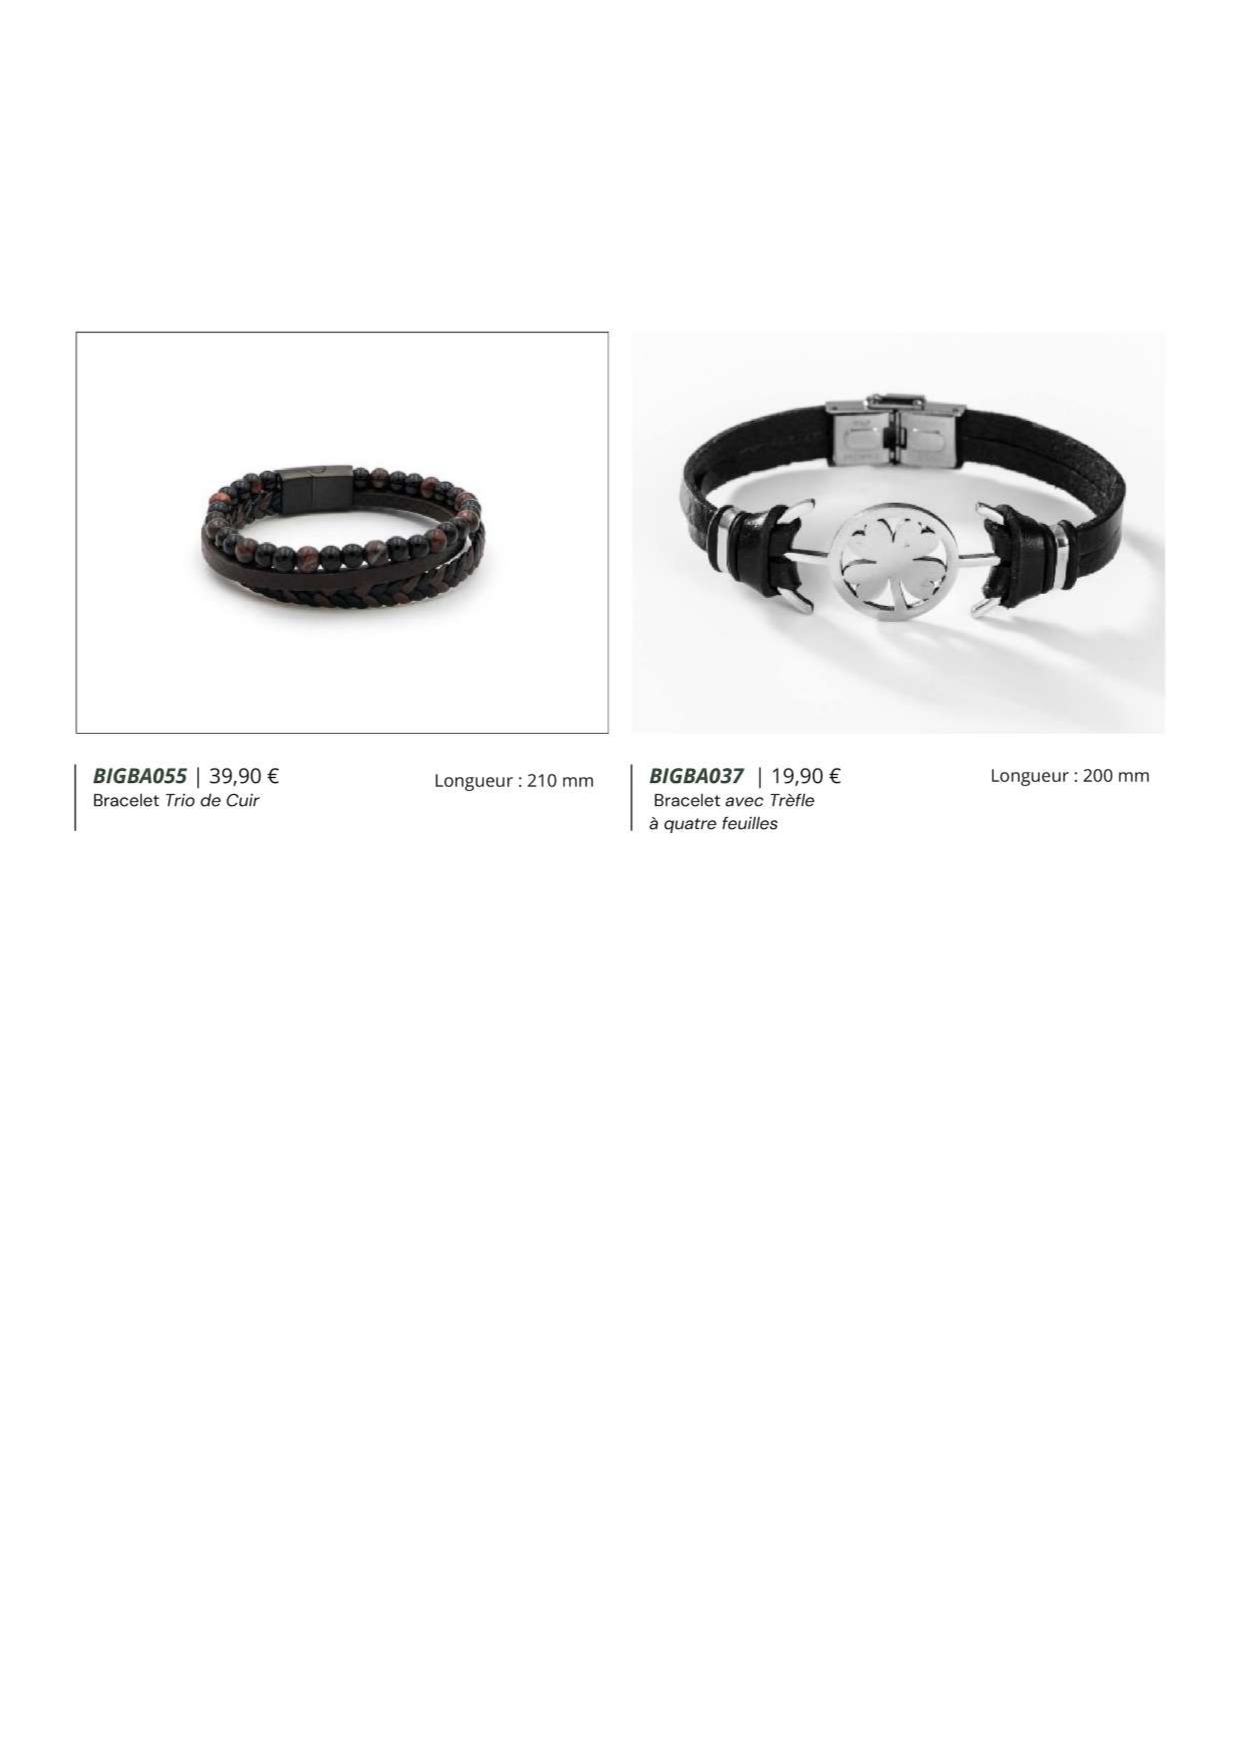 BIGBA055 | 39,90 €
Longueur : 210 mm
Bracelet Trio de Cuir
BIGBA037 | 19,90 €
Longueur : 200 mm
Bracelet avec Trèfle
à quatre feuilles